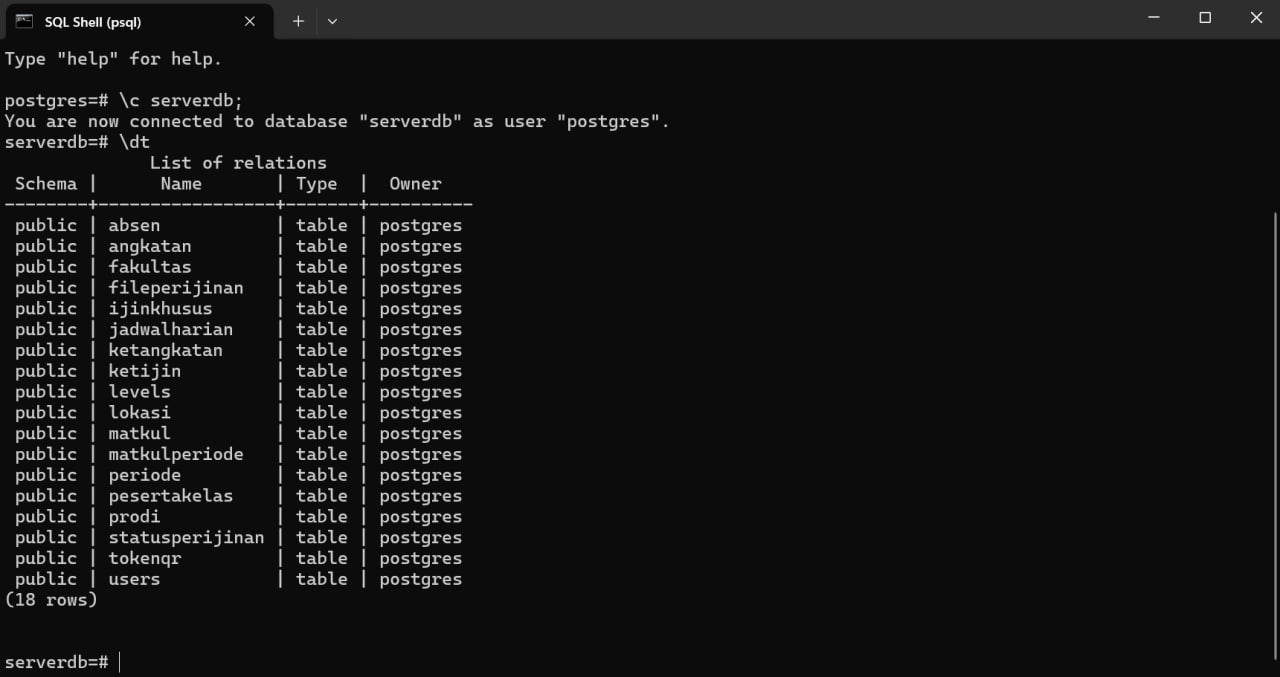 SQL Shell (psql)
Type "help" for help.
postgres=# \c serverdb;
You are now connected to database "serverdb" as user "postgres".
serverdb=# \dt
             List of relations
 Schema |      Name       | Type  |  Owner
--------+-----------------+-------+----------
 public | absen           | table | postgres
 public | angkatan        | table | postgres
 public | fakultas        | table | postgres
 public | fileperijinan   | table | postgres
 public | ijinkhusus      | table | postgres
 public | jadwalharian    | table | postgres
 public | ketangkatan     | table | postgres
 public | ketijin         | table | postgres
 public | levels          | table | postgres
 public | lokasi          | table | postgres
 public | matkul          | table | postgres
 public | matkulperiode   | table | postgres
 public | periode         | table | postgres
 public | pesertakelas    | table | postgres
 public | prodi           | table | postgres
 public | statusperijinan | table | postgres
 public | tokenqr         | table | postgres
 public | users           | table | postgres
(18 rows)
serverdb=#